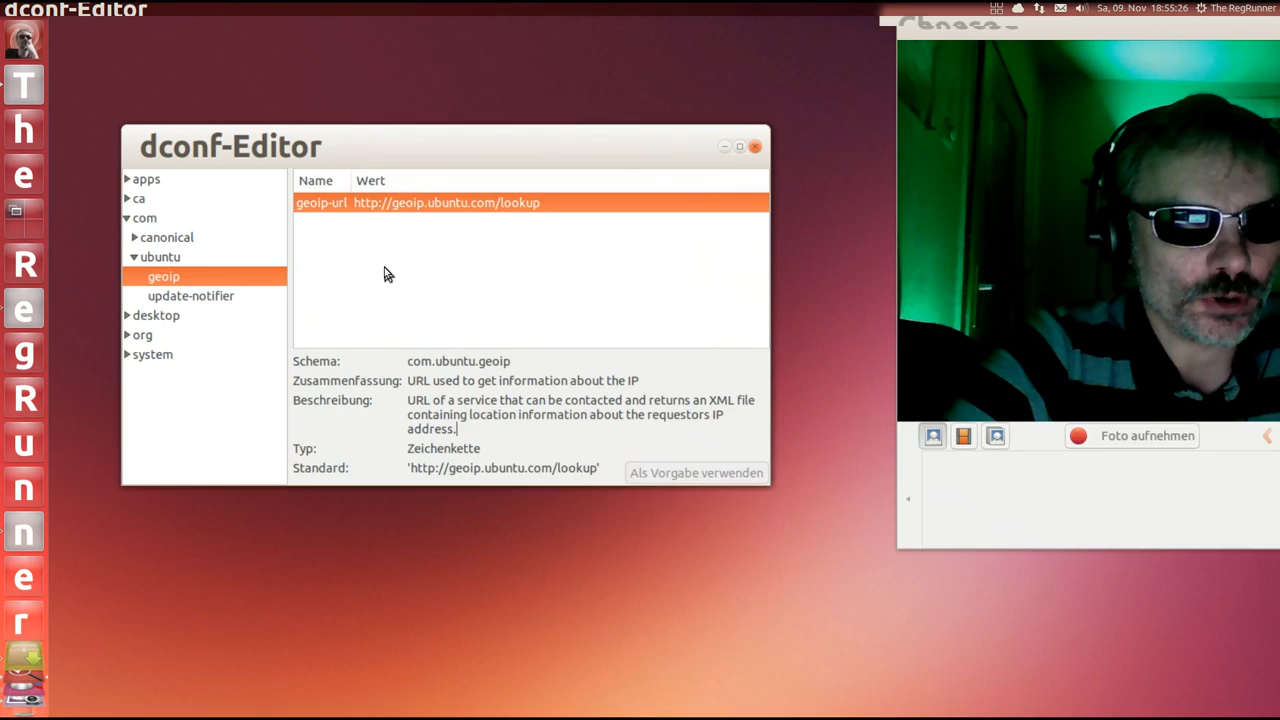 dconf-Editor
Sa, 09. Nov 18:55:26 The RegRunner
T
h
e
R
e
g
R
u
n
n
e
r
dconf-Editor
apps
ca
com
canonical
ubuntu
geoip
update-notifier
desktop
org
system
Name Wert
geoip-url http://geoip.ubuntu.com/lookup
Schema: com.ubuntu.geoip
Zusammenfassung: URL used to get information about the IP
Beschreibung: URL of a service that can be contacted and returns an XML file
containing location information about the requestors IP
address.
Typ: Zeichenkette
Standard: 'http://geoip.ubuntu.com/lookup'
Als Vorgabe verwenden
Foto aufnehmen